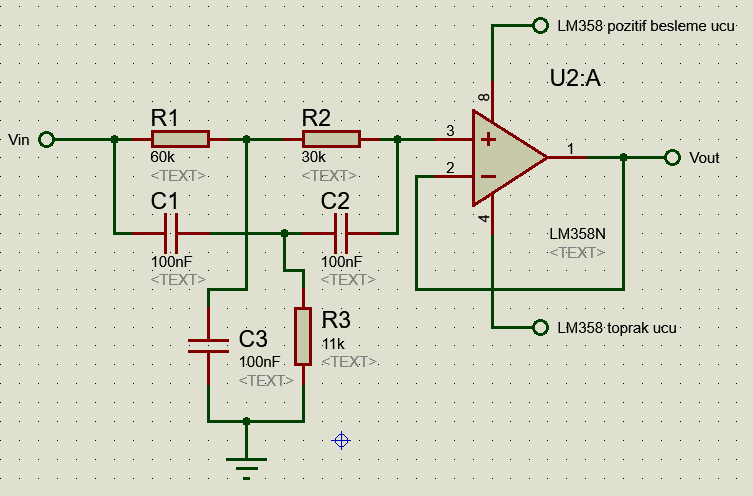 LM358 pozitif besleme ucu
U2:A
8
R1
R2
Vin
3
1
Vout
60k
30k
2
<TEXT>
<TEXT>
C1
C2
4
LM358N
<TEXT>
100nF
100nF
<TEXT>
<TEXT>
R3
LM358 toprak ucu
C3
11k
100nF
<TEXT>
<TEXT>